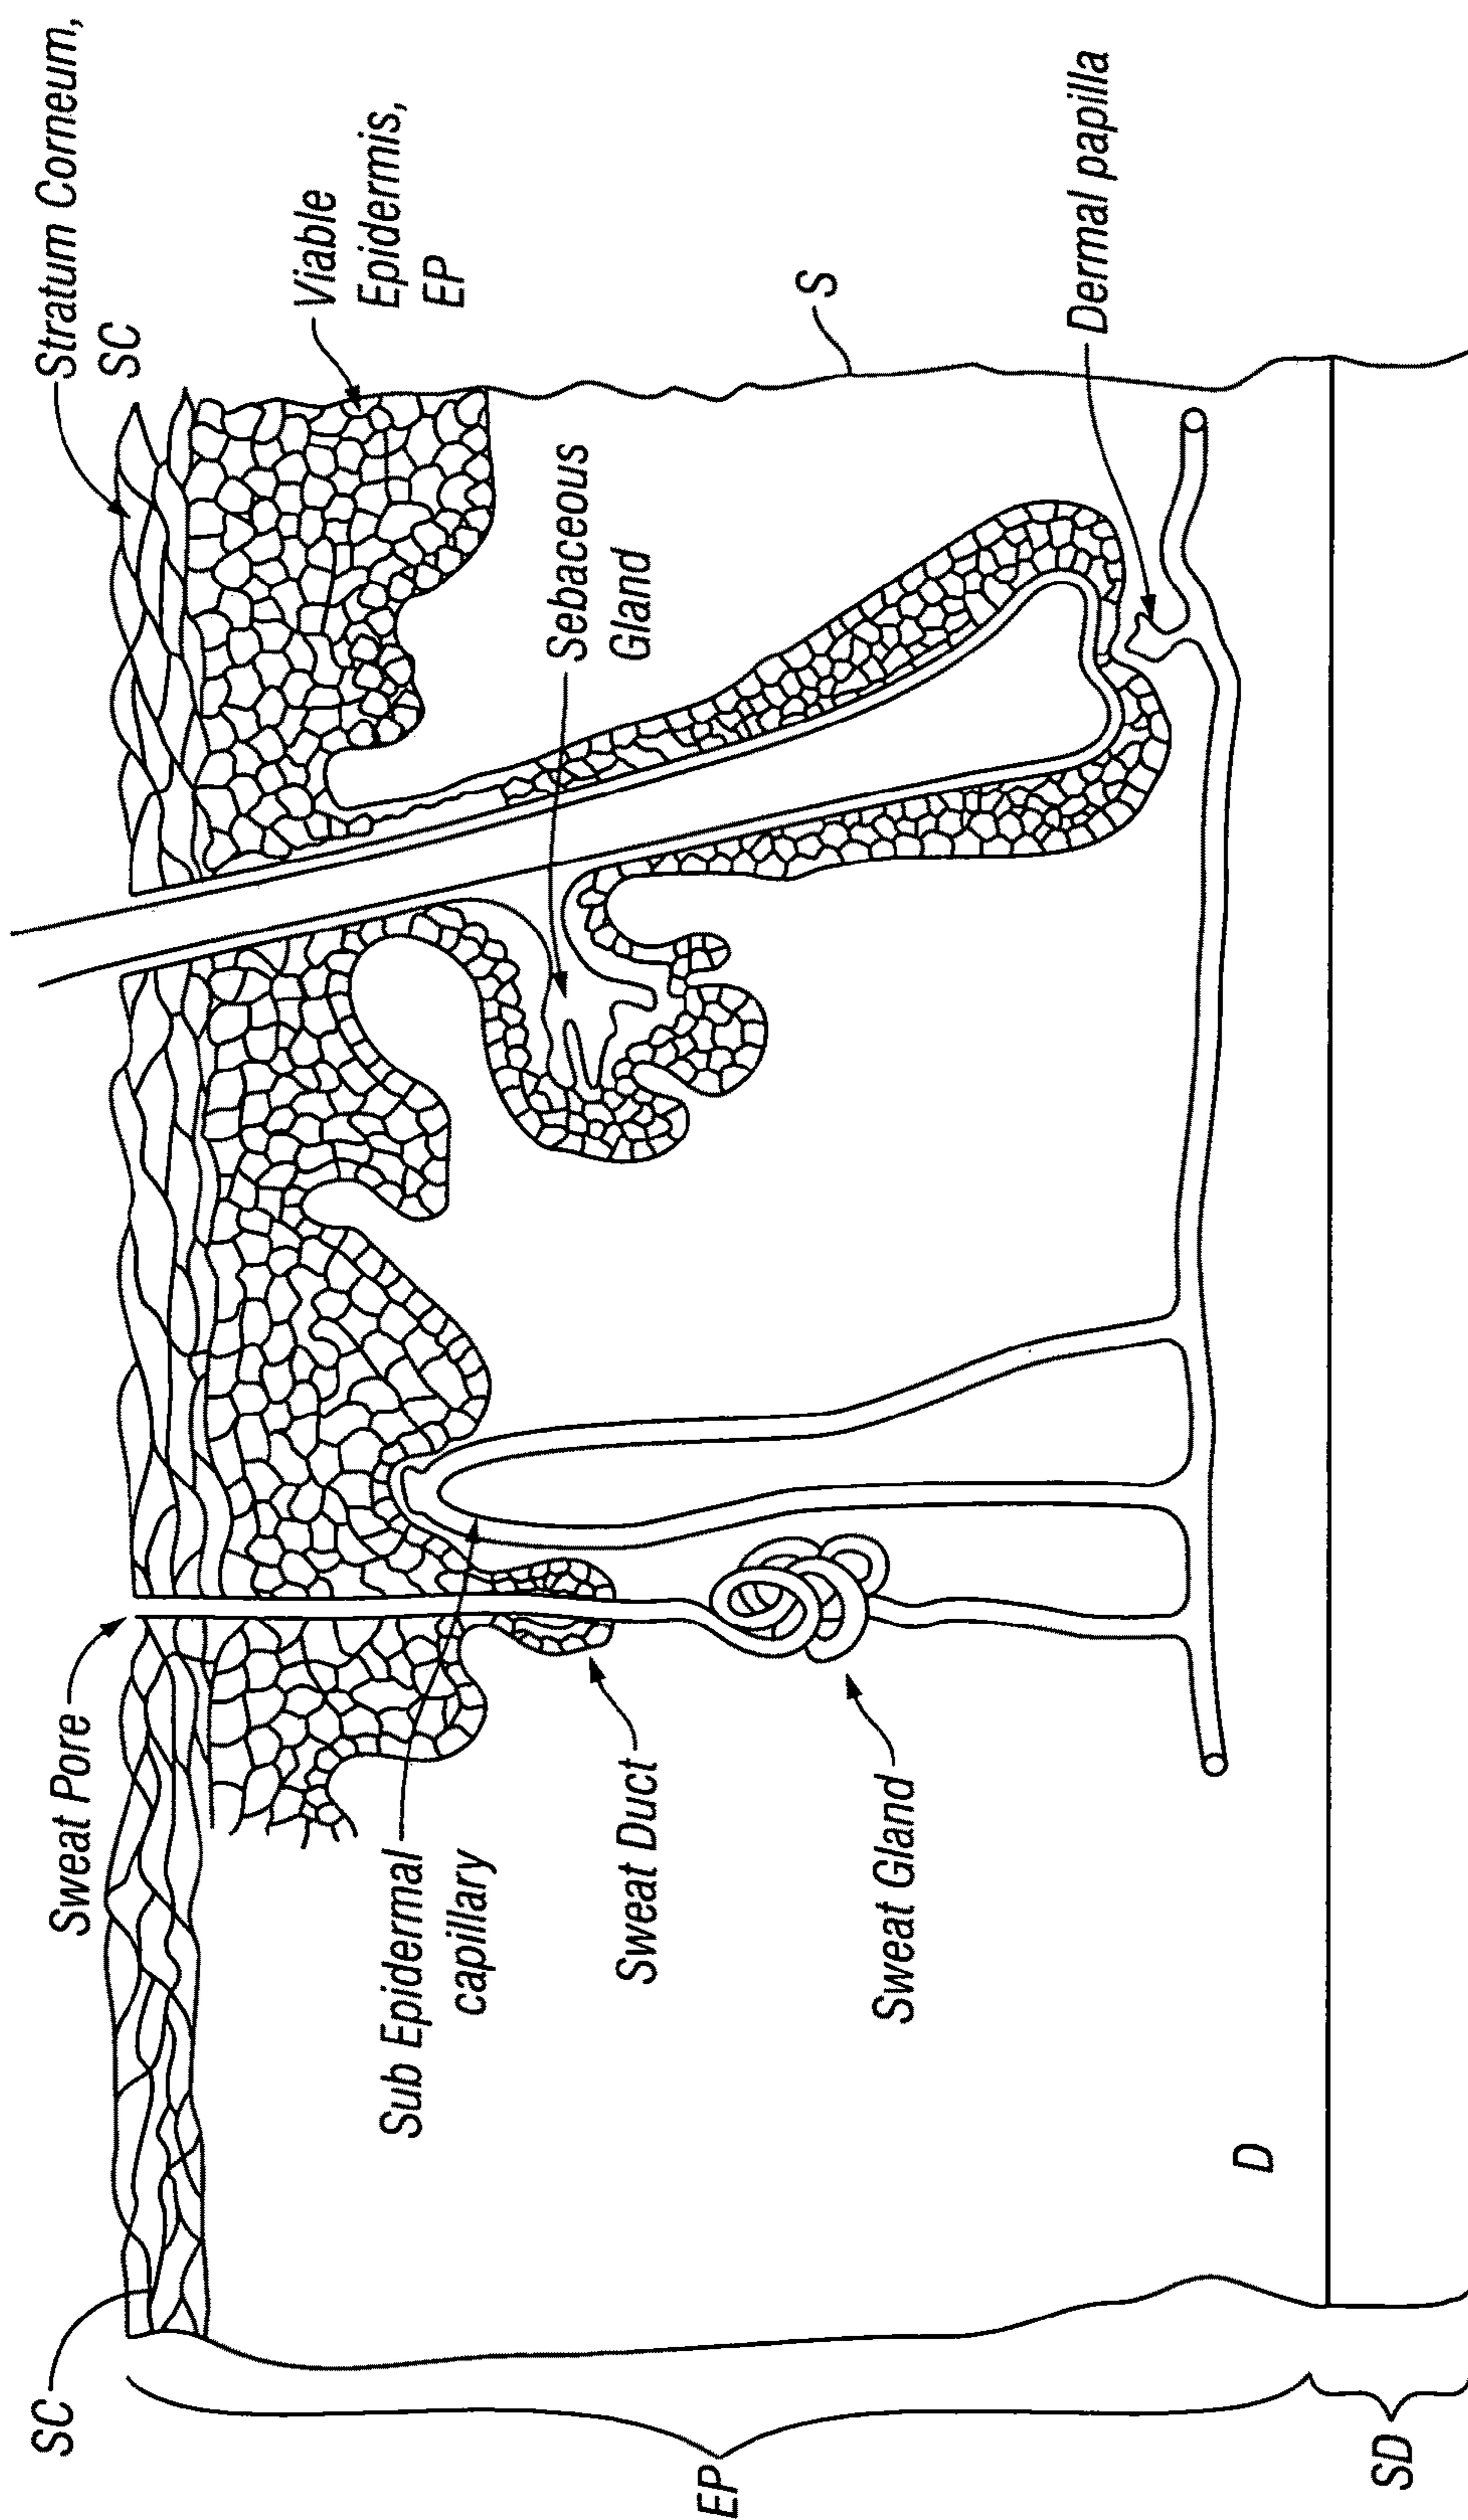 Stratum Corneum,
SC
Viable
Epidermis,
EP
S
Dermal papilla
Sebaceous
Gland
Sweat Pore
Sub Epidermal
capillary
Sweat Duct
Sweat Gland
D
SC
EP
SD